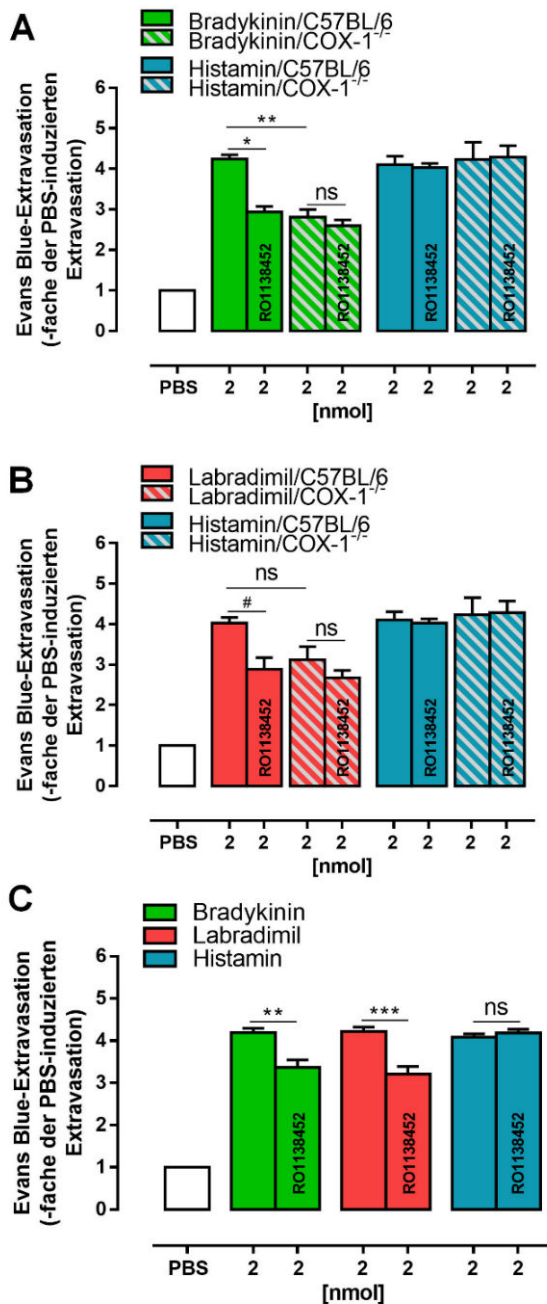 A
Bradykinin/C57BL/6
Bradykinin/COX-1-/-
Histamin/C57BL/6
Histamin/COX-1-/-
Evans Blue-Extravasation
(-fache der PBS-induzierten
Extravasation)
6
5
4
3
2
1
0
**
*
ns
RO1138452
RO1138452
RO1138452
RO1138452
PBS 2 2 2 2 2 2 2 2
[nmol]
B
Labradimil/C57BL/6
Labradimil/COX-1-/-
Histamin/C57BL/6
Histamin/COX-1-/-
Evans Blue-Extravasation
(-fache der PBS-induzierten
Extravasation)
6
5
4
3
2
1
0
ns
#
ns
RO1138452
RO1138452
RO1138452
RO1138452
PBS 2 2 2 2 2 2 2 2
[nmol]
C
Bradykinin
Labradimil
Histamin
Evans Blue-Extravasation
(-fache der PBS-induzierten
Extravasation)
6
5
4
3
2
1
0
** *** ns
RO1138452
RO1138452
RO1138452
PBS 2 2 2 2 2 2
[nmol]